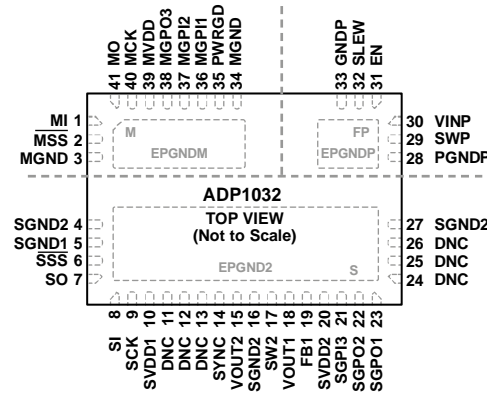 41 MO
40 MCK
39 MVDD
38 MGPO3
37 MGPI2
36 MGPI1
35 PWRGD
34 MGND
33 GNDP
32 SLEW
31 EN
MI 1
MSS 2
MGND 3
M
EPGNDM
FP
EPGNDP
30 VINP
29 SWP
28 PGNDP
ADP1032
TOP VIEW
(Not to Scale)
EPGND2
S
SGND2 4
SGND1 5
SSS 6
SO 7
27 SGND2
26 DNC
25 DNC
24 DNC
SI 8
SCK 9
SVDD1 10
DNC 11
DNC 12
DNC 13
SYNC 14
VOUT2 15
SGND2 16
SW2 17
VOUT1 18
FB1 19
SVDD2 20
SGPI3 21
SGPO2 22
SGPO1 23